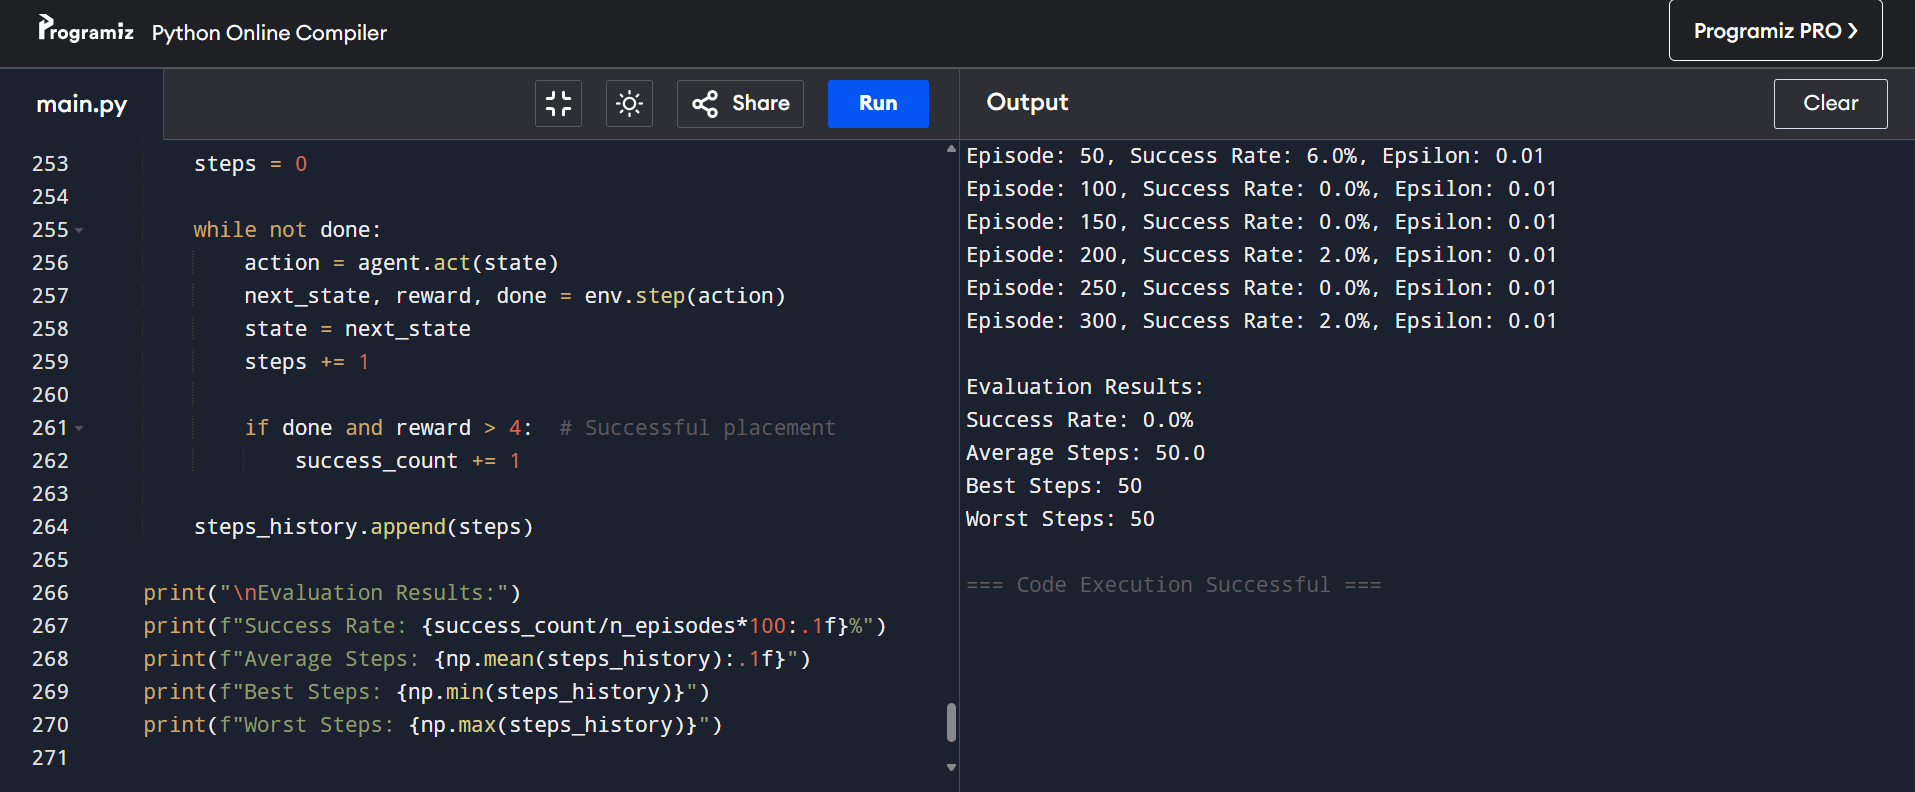 Programiz Python Online Compiler
Programiz PRO ❯
main.py
Share
Run
Output
Clear
253 steps = 0
254
255 while not done:
256 action = agent.act(state)
257 next_state, reward, done = env.step(action)
258 state = next_state
259 steps += 1
260
261 if done and reward > 4:  # Successful placement
262 success_count += 1
263
264 steps_history.append(steps)
265
266 print("\nEvaluation Results:")
267 print(f"Success Rate: {success_count/n_episodes*100:.1f}%")
268 print(f"Average Steps: {np.mean(steps_history):.1f}")
269 print(f"Best Steps: {np.min(steps_history)}")
270 print(f"Worst Steps: {np.max(steps_history)}")
271
Episode: 50, Success Rate: 6.0%, Epsilon: 0.01
Episode: 100, Success Rate: 0.0%, Epsilon: 0.01
Episode: 150, Success Rate: 0.0%, Epsilon: 0.01
Episode: 200, Success Rate: 2.0%, Epsilon: 0.01
Episode: 250, Success Rate: 0.0%, Epsilon: 0.01
Episode: 300, Success Rate: 2.0%, Epsilon: 0.01
Evaluation Results:
Success Rate: 0.0%
Average Steps: 50.0
Best Steps: 50
Worst Steps: 50
=== Code Execution Successful ===